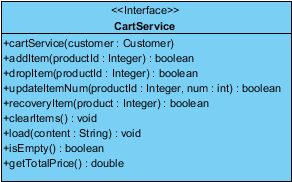 <<Interface>>
CartService
+cartService(customer : Customer)
+addItem(productId : Integer) : boolean
+dropItem(productId : Integer) : boolean
+updateItemNum(productId : Integer, num : int) : boolean
+recoveryItem(product : Integer) : boolean
+clearItems() : void
+load(content : String) : void
+isEmpty() : boolean
+getTotalPrice() : double